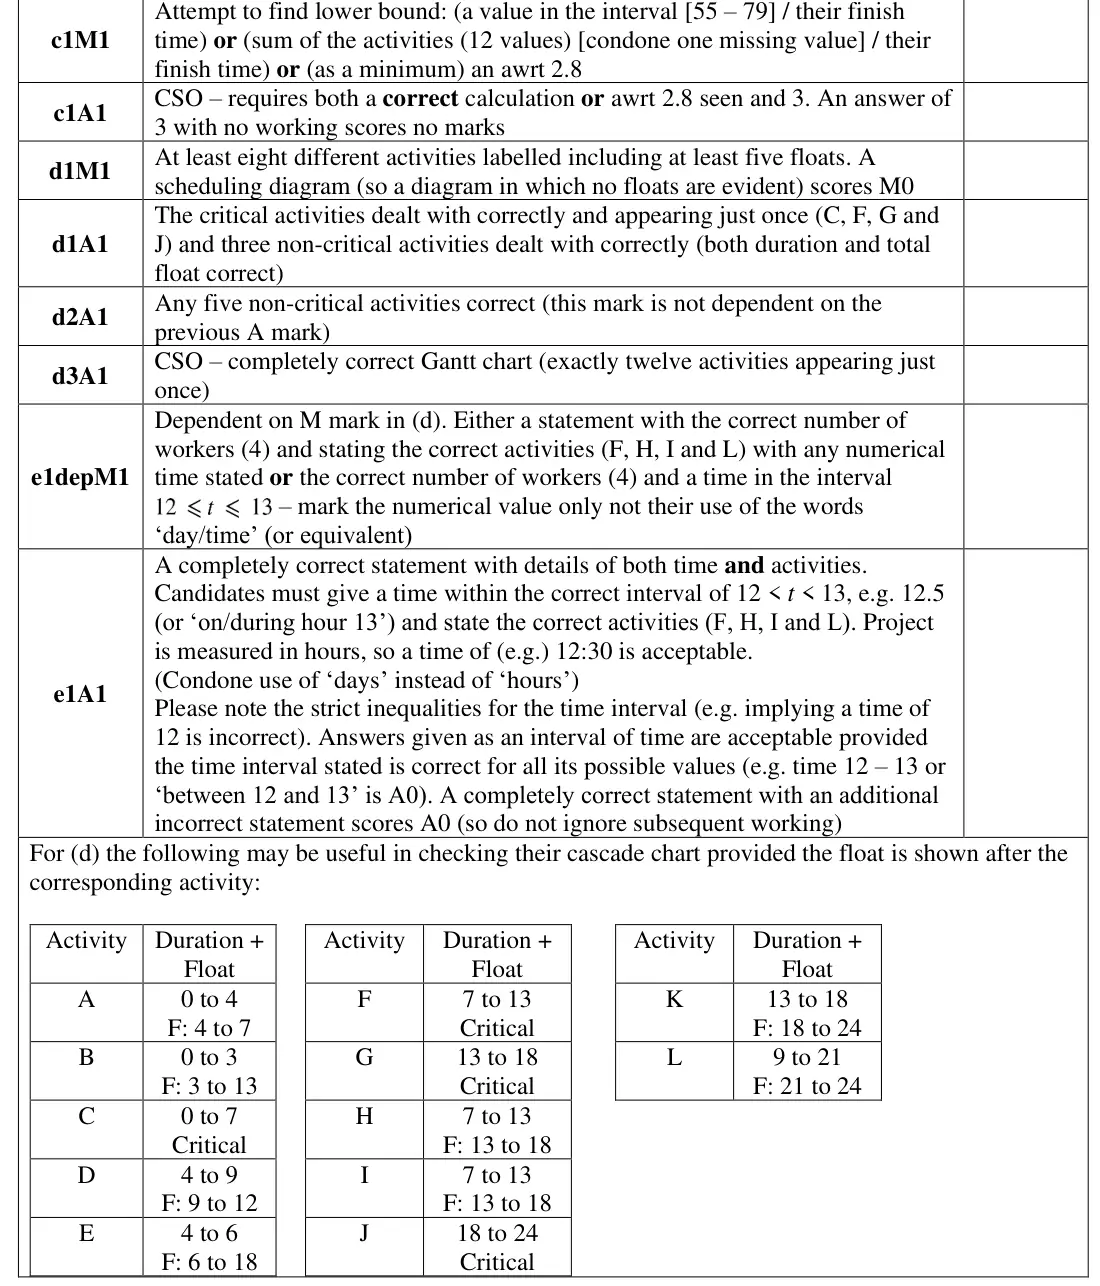 Attempt to find lower bound: (a value in the interval [55 – 79] / their finish
c1M1
time) or (sum of the activities (12 values) [condone one missing value] / their
finish time) or (as a minimum) an awrt 2.8
c1A1
CSO – requires both a correct calculation or awrt 2.8 seen and 3. An answer of
3 with no working scores no marks
d1M1
At least eight different activities labelled including at least five floats. A
scheduling diagram (so a diagram in which no floats are evident) scores M0
d1A1
The critical activities dealt with correctly and appearing just once (C, F, G and
J) and three non-critical activities dealt with correctly (both duration and total
float correct)
d2A1
Any five non-critical activities correct (this mark is not dependent on the
previous A mark)
d3A1
CSO – completely correct Gantt chart (exactly twelve activities appearing just
once)
e1depM1
Dependent on M mark in (d). Either a statement with the correct number of
workers (4) and stating the correct activities (F, H, I and L) with any numerical
time stated or the correct number of workers (4) and a time in the interval
12 ⩽ t ⩽ 13 – mark the numerical value only not their use of the words
‘day/time’ (or equivalent)
e1A1
A completely correct statement with details of both time and activities.
Candidates must give a time within the correct interval of 12 < t < 13, e.g. 12.5
(or ‘on/during hour 13’) and state the correct activities (F, H, I and L). Project
is measured in hours, so a time of (e.g.) 12:30 is acceptable.
(Condone use of ‘days’ instead of ‘hours’)
Please note the strict inequalities for the time interval (e.g. implying a time of
12 is incorrect). Answers given as an interval of time are acceptable provided
the time interval stated is correct for all its possible values (e.g. time 12 – 13 or
‘between 12 and 13’ is A0). A completely correct statement with an additional
incorrect statement scores A0 (so do not ignore subsequent working)
For (d) the following may be useful in checking their cascade chart provided the float is shown after the
corresponding activity:
Activity Duration +
Float
A 0 to 4
F: 4 to 7
B 0 to 3
F: 3 to 13
C 0 to 7
Critical
D 4 to 9
F: 9 to 12
E 4 to 6
F: 6 to 18
Activity Duration +
Float
F 7 to 13
Critical
G 13 to 18
Critical
H 7 to 13
F: 13 to 18
I 7 to 13
F: 13 to 18
J 18 to 24
Critical
Activity Duration +
Float
K 13 to 18
F: 18 to 24
L 9 to 21
F: 21 to 24